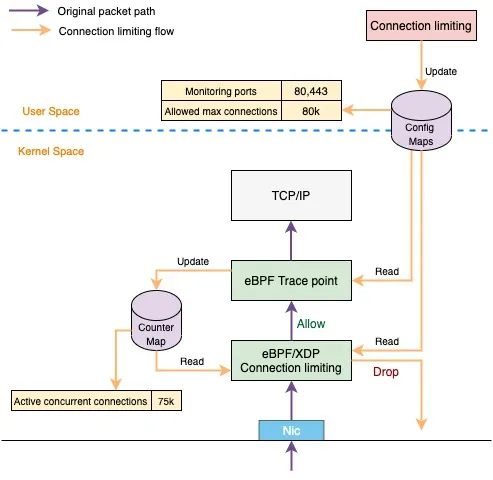 Original packet path
Connection limiting flow
Connection limiting
Update
Monitoring ports 80,443
Allowed max connections 80k
Config
Maps
User Space
Kernel Space
TCP/IP
Update
eBPF Trace point
Read
Counter
Map
Allow
Read
Read
eBPF/XDP
Connection limiting
Drop
Active concurrent connections 75k
Nic